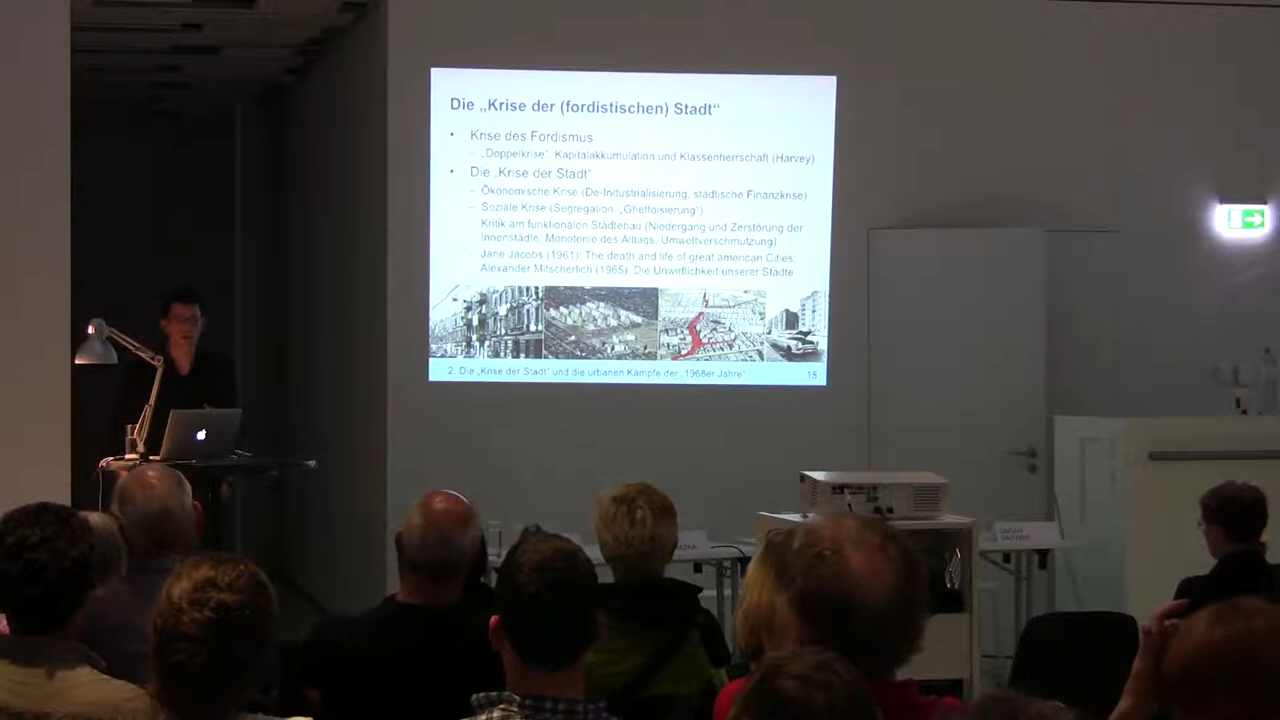 Die „Krise der (fordistischen) Stadt“
• Krise des Fordismus
– „Doppelkrise“: Kapitalakkumulation und Klassenherrschaft (Harvey)
• Die „Krise der Stadt“
– Ökonomische Krise (De-Industrialisierung, städtische Finanzkrise)
– Soziale Krise (Segregation, „Ghettoisierung“)
– Kritik am funktionalen Städtebau (Niedergang und Zerstörung der
Innenstädte, Monotonie des Alltags, Umweltverschmutzung)
– Jane Jacobs (1961): The death and life of great american Cities;
Alexander Mitscherlich (1965): Die Unwirtlichkeit unserer Städte
2. Die „Krise der Stadt“ und die urbanen Kämpfe der „1968er Jahre“ 15
SARAH